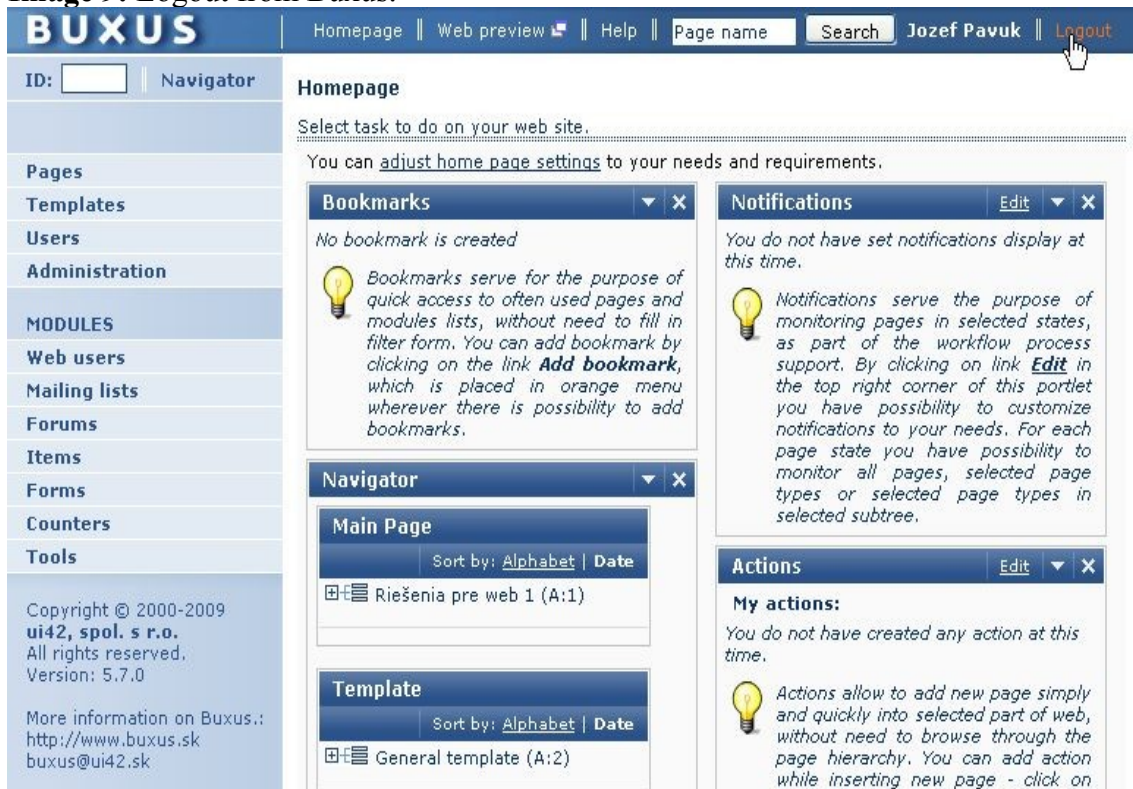 Image 9: Logout from Buxus.
BUXUS
Homepage || Web preview || Help || Page name Search Jozef Pavuk || Logout
ID: || Navigator
Pages
Templates
Users
Administration
MODULES
Web users
Mailing lists
Forums
Items
Forms
Counters
Tools
Copyright © 2000-2009
ui42, spol. s r.o.
All rights reserved.
Version: 5.7.0
More information on Buxus.:
http://www.buxus.sk
buxus@ui42.sk
Homepage
Select task to do on your web site.
You can adjust home page settings to your needs and requirements.
Bookmarks
No bookmark is created
Bookmarks serve for the purpose of
quick access to often used pages and
modules lists, without need to fill in
filter form. You can add bookmark by
clicking on the link Add bookmark,
which is placed in orange menu
wherever there is possibility to add
bookmarks.
Navigator
Main Page
Sort by: Alphabet | Date
Riešenia pre web 1 (A:1)
Template
Sort by: Alphabet | Date
General template (A:2)
Notifications Edit
You do not have set notifications display at
this time.
Notifications serve the purpose of
monitoring pages in selected states,
as part of the workflow process
support. By clicking on link Edit in
the top right corner of this portlet
you have possibility to customize
notifications to your needs. For each
page state you have possibility to
monitor all pages, selected page
types or selected page types in
selected subtree.
Actions Edit
My actions:
You do not have created any action at this
time.
Actions allow to add new page simply
and quickly into selected part of web,
without need to browse through the
page hierarchy. You can add action
while inserting new page - click on